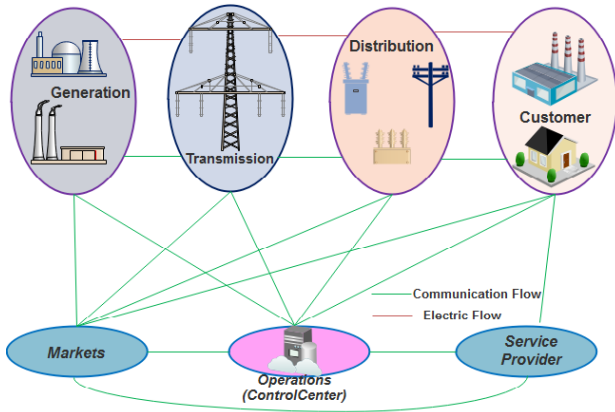 Generation
Transmission
Distribution
Customer
Communication Flow
Electric Flow
Markets
Operations
(ControlCenter)
Service
Provider